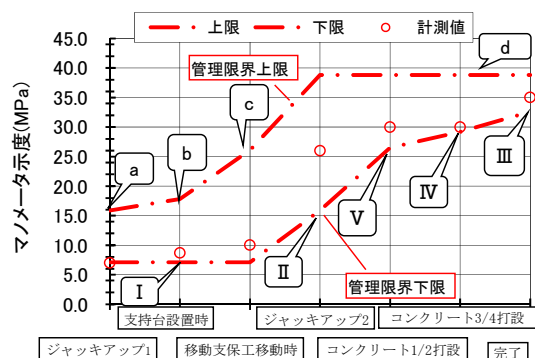 上限 下限 計測値
マノメータ示度(MPa)
45.0
40.0
35.0
30.0
25.0
20.0
15.0
10.0
5.0
0.0
管理限界上限
a
b
c
d
Ⅰ
Ⅱ
Ⅴ
Ⅳ
Ⅲ
管理限界下限
支持台設置時 ジャッキアップ2 コンクリート3/4打設
ジャッキアップ1 移動支保工移動時 コンクリート1/2打設 完了